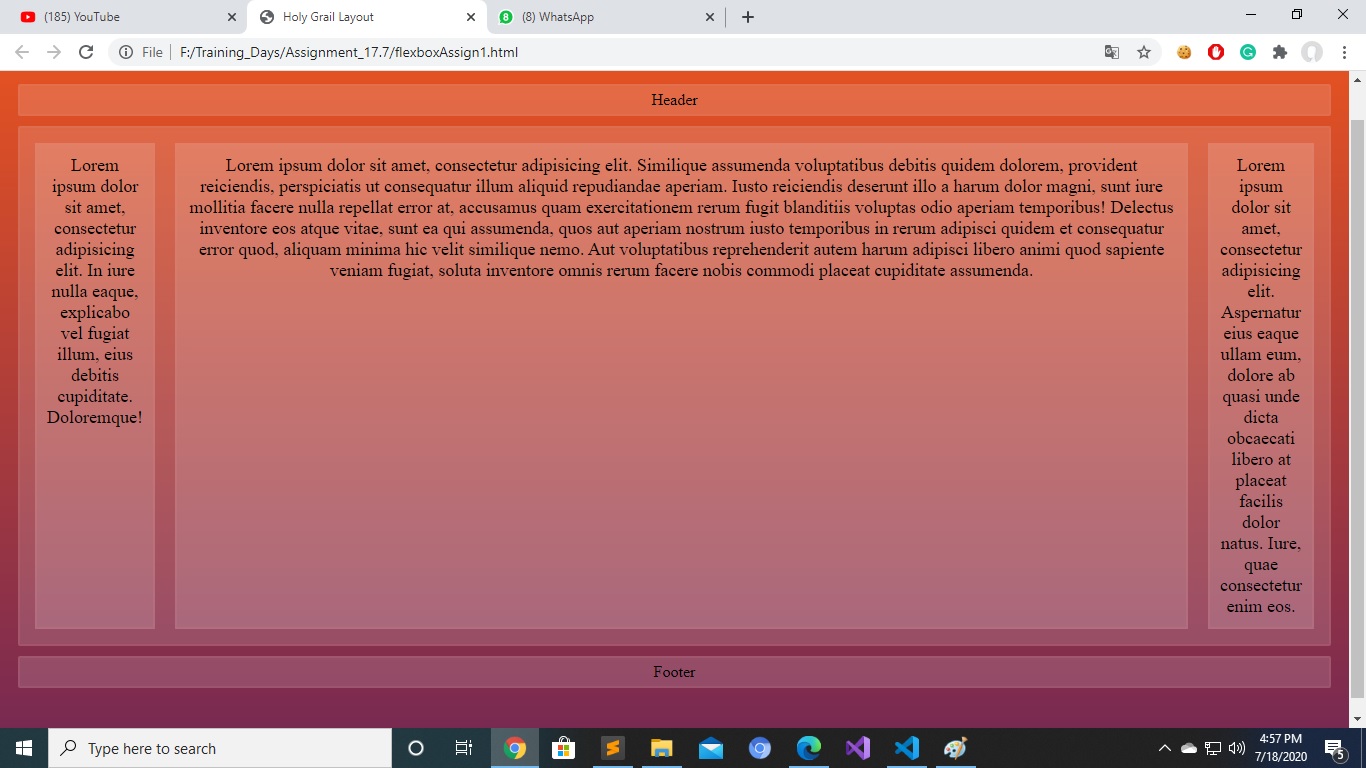 (185) YouTube
Holy Grail Layout
(8) WhatsApp
File
F:/Training_Days/Assignment_17.7/flexboxAssign1.html
Header
Lorem
ipsum dolor
sit amet,
consectetur
adipisicing
elit. In iure
nulla eaque,
explicabo
vel fugiat
illum, eius
debitis
cupiditate.
Doloremque!
Lorem ipsum dolor sit amet, consectetur adipisicing elit. Similique assumenda voluptatibus debitis quidem dolorem, provident
reiciendis, perspiciatis ut consequatur illum aliquid repudiandae aperiam. Iusto reiciendis deserunt illo a harum dolor magni, sunt iure
mollitia facere nulla repellat error at, accusamus quam exercitationem rerum fugit blanditiis voluptas odio aperiam temporibus! Delectus
inventore eos atque vitae, sunt ea qui assumenda, quos aut aperiam nostrum iusto temporibus in rerum adipisci quidem et consequatur
error quod, aliquam minima hic velit similique nemo. Aut voluptatibus reprehenderit autem harum adipisci libero animi quod sapiente
veniam fugiat, soluta inventore omnis rerum facere nobis commodi placeat cupiditate assumenda.
Lorem
ipsum
dolor sit
amet,
consectetur
adipisicing
elit.
Aspernatur
eius eaque
ullam eum,
dolore ab
quasi unde
dicta
obcaecati
libero at
placeat
facilis
dolor
natus. Iure,
quae
consectetur
enim eos.
Footer
Type here to search
4:57 PM
7/18/2020
5